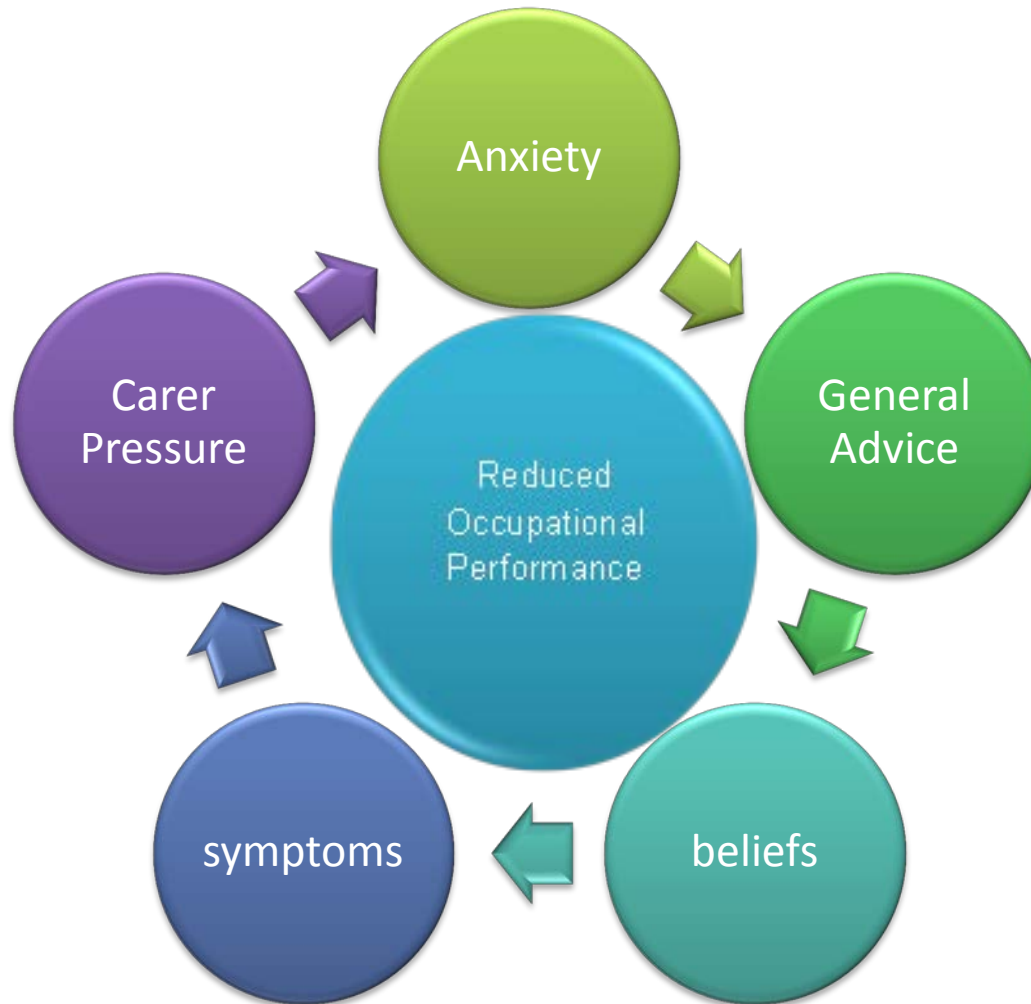 Anxiety
General
Advice
beliefs
symptoms
Carer
Pressure
Reduced
Occupational
Performance